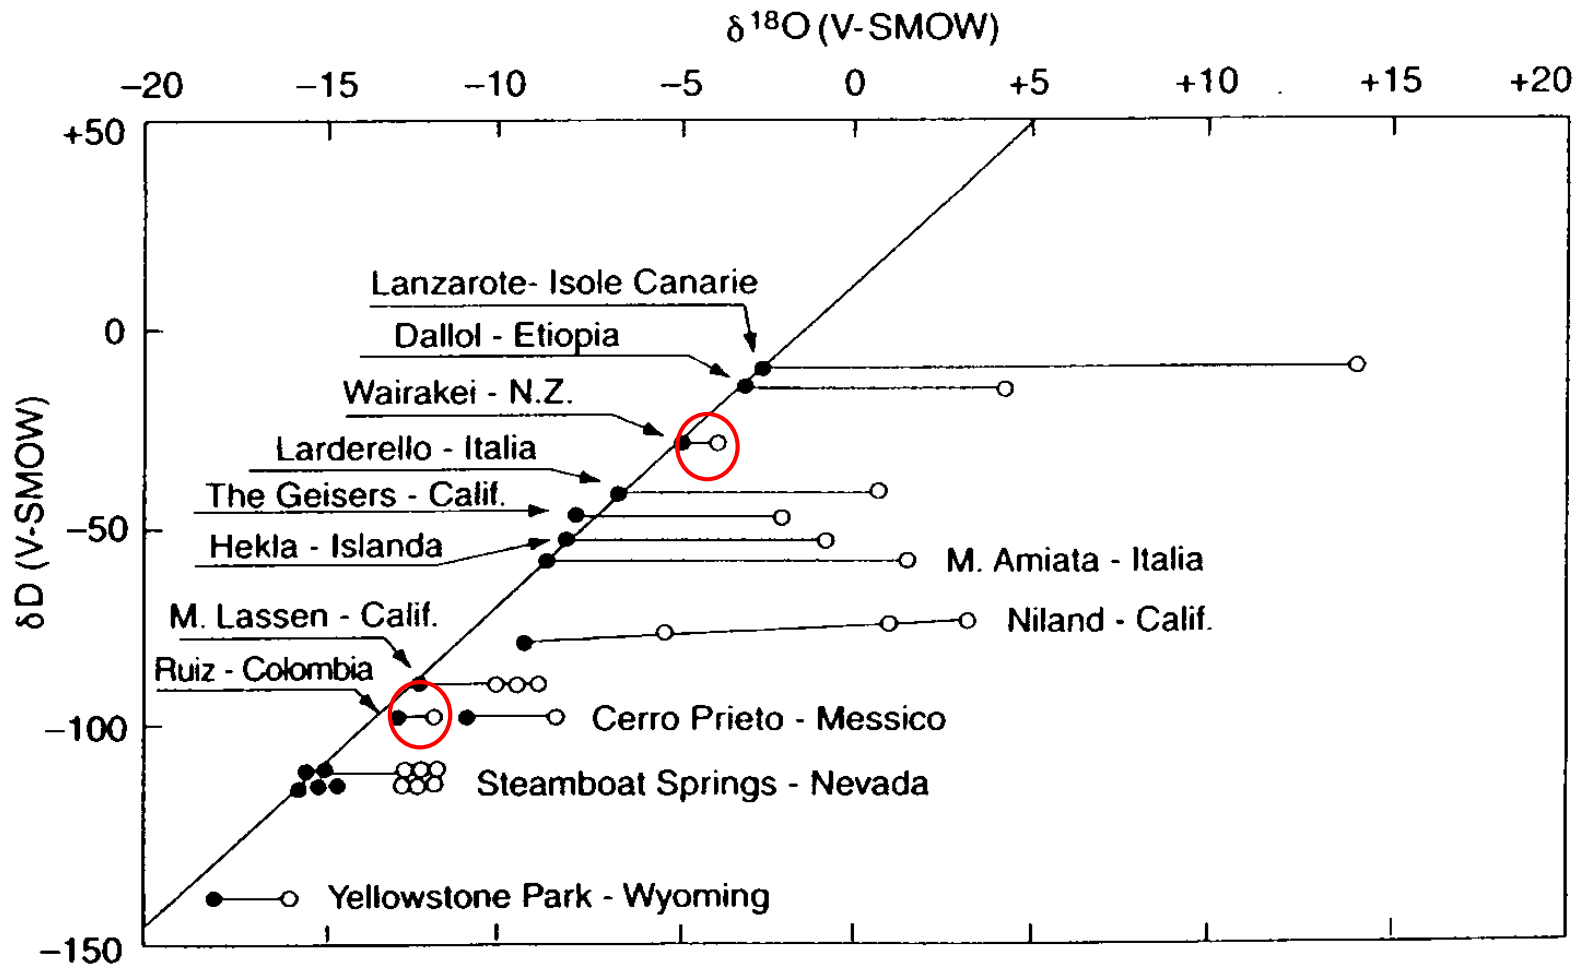 δ¹⁸O (V-SMOW)
−20 −15 −10 −5 0 +5 +10 +15 +20
+50
Lanzarote- Isole Canarie
0
Dallol - Etiopia
Wairakei - N.Z.
Larderello - Italia
The Geisers - Calif.
−50
Hekla - Islanda
M. Amiata - Italia
M. Lassen - Calif.
Niland - Calif.
Ruiz - Colombia
−100
Cerro Prieto - Messico
Steamboat Springs - Nevada
Yellowstone Park - Wyoming
−150
δD (V-SMOW)